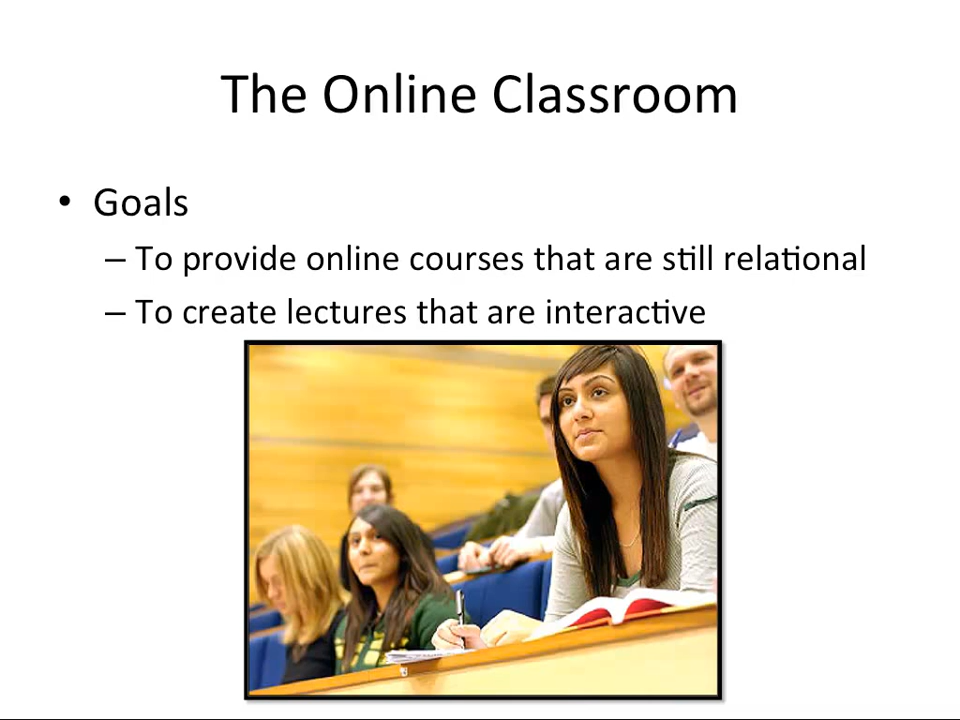 The Online Classroom
• Goals
– To provide online courses that are still relational
– To create lectures that are interactive